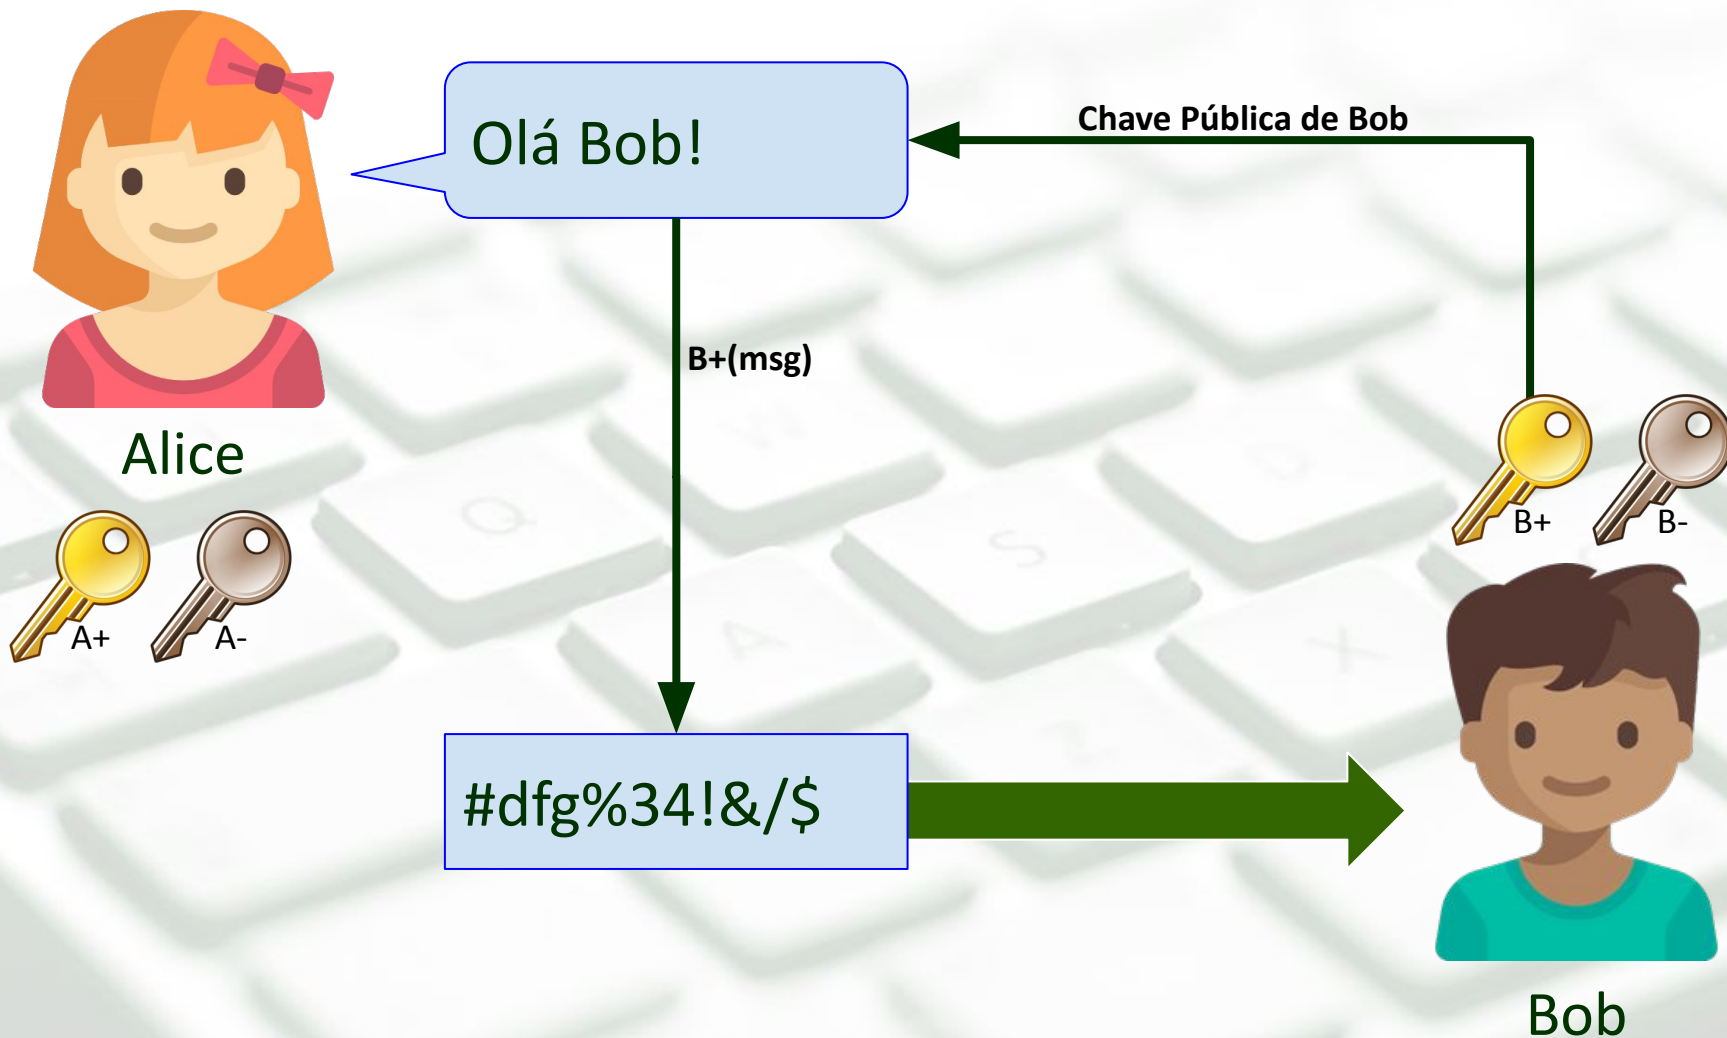 Olá Bob!
Chave Pública de Bob
B+(msg)
Alice
A+
A-
B+
B-
#dfg%34!&/$
Bob
Q
W
S
D
A
Z
X